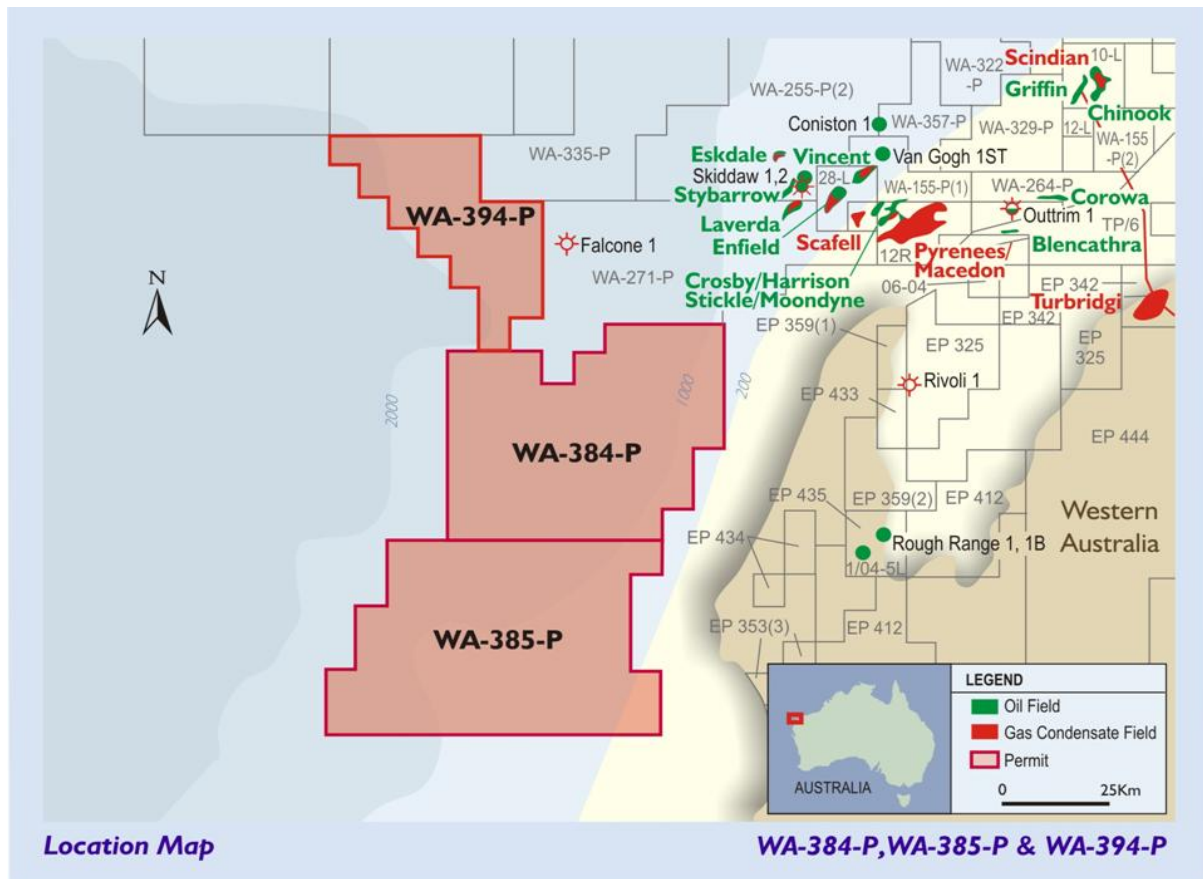 Scindian
10-L
WA-322
-P
Griffin
WA-255-P(2)
Chinook
Coniston 1
WA-357-P
WA-329-P
12-L
WA-155
-P(2)
WA-335-P
Eskdale
Vincent
Van Gogh 1ST
Skiddaw 1,2
28-L
WA-155-P(1)
WA-264-P
Stybarrow
Corowa
WA-394-P
Outtrim 1
TP/6
Laverda
Enfield
Scafell
Falcone 1
Blencathra
12R
Pyrenees/
Macedon
WA-271-P
N
Crosby/Harrison
Stickle/Moondyne
06-04
EP 342
Turbridgi
EP 359(1)
EP 342
EP 325
EP
325
2000
1000
200
Rivoli 1
EP 433
EP 444
WA-384-P
EP 435
EP 359(2)
EP 412
Western
Australia
EP 434
Rough Range 1, 1B
1/04-5L
WA-385-P
EP 353(3)
EP 412
LEGEND
Oil Field
Gas Condensate Field
Permit
0
25Km
AUSTRALIA
Location Map
WA-384-P,WA-385-P & WA-394-P